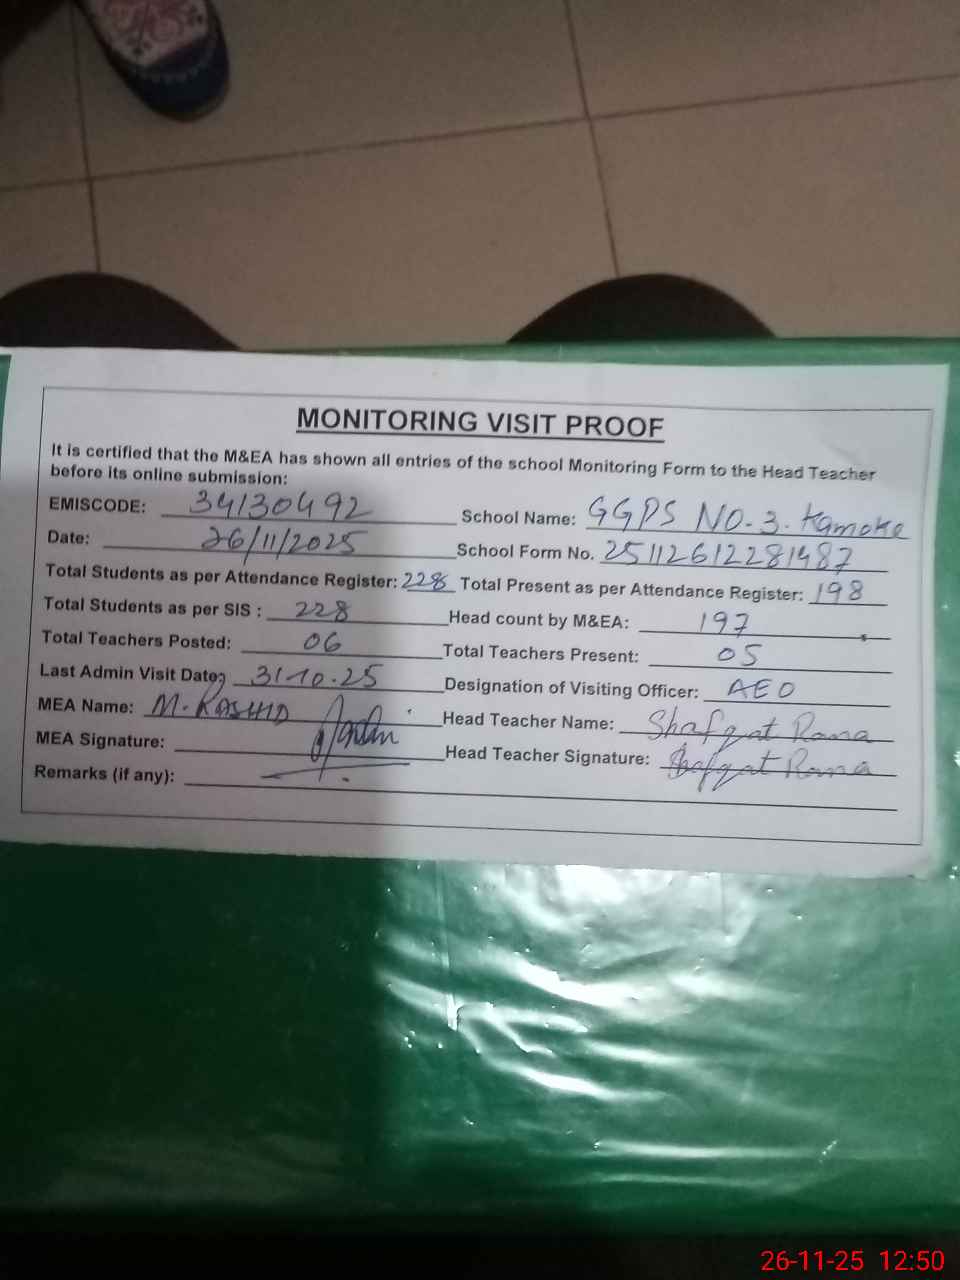 MONITORING VISIT PROOF
It is certified that the M&EA has shown all entries of the school Monitoring Form to the Head Teacher
before its online submission:
EMISCODE: 34130492 School Name: GGPS NO.3. Kamoke
Date: 26/11/2025 School Form No. 25112612281487
Total Students as per Attendance Register: 228 Total Present as per Attendance Register: 198
Total Students as per SIS : 228 Head count by M&EA: 197
Total Teachers Posted: 06 Total Teachers Present: 05
Last Admin Visit Date: 31-10-25 Designation of Visiting Officer: AEO
MEA Name: M. RASHID Head Teacher Name: Shafqat Rana
MEA Signature: Head Teacher Signature: Shafqat Rana
Remarks (if any):
26-11-25 12:50